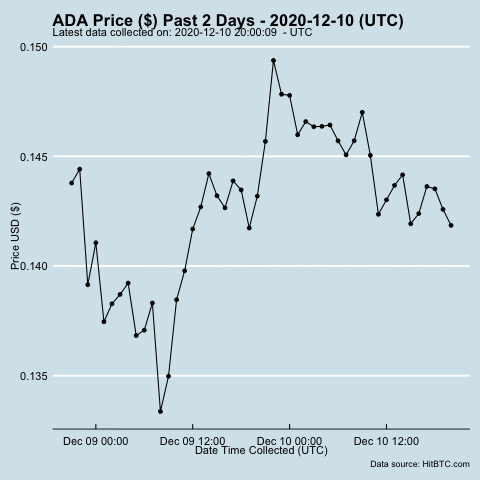 ADA Price ($) Past 2 Days - 2020-12-10 (UTC)
Latest data collected on: 2020-12-10 20:00:09 - UTC
0.150
0.145
0.140
0.135
Price USD ($)
Dec 09 00:00 Dec 09 12:00 Dec 10 00:00 Dec 10 12:00
Date Time Collected (UTC)
Data source: HitBTC.com